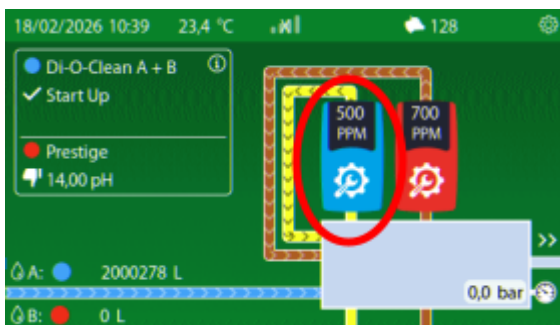 18/02/2026 10:39 23,4 °C 128
Di-O-Clean A + B
Start Up
Prestige
14,00 pH
500
PPM
700
PPM
>>
A: 2000278 L
0,0 bar
B: 0 L